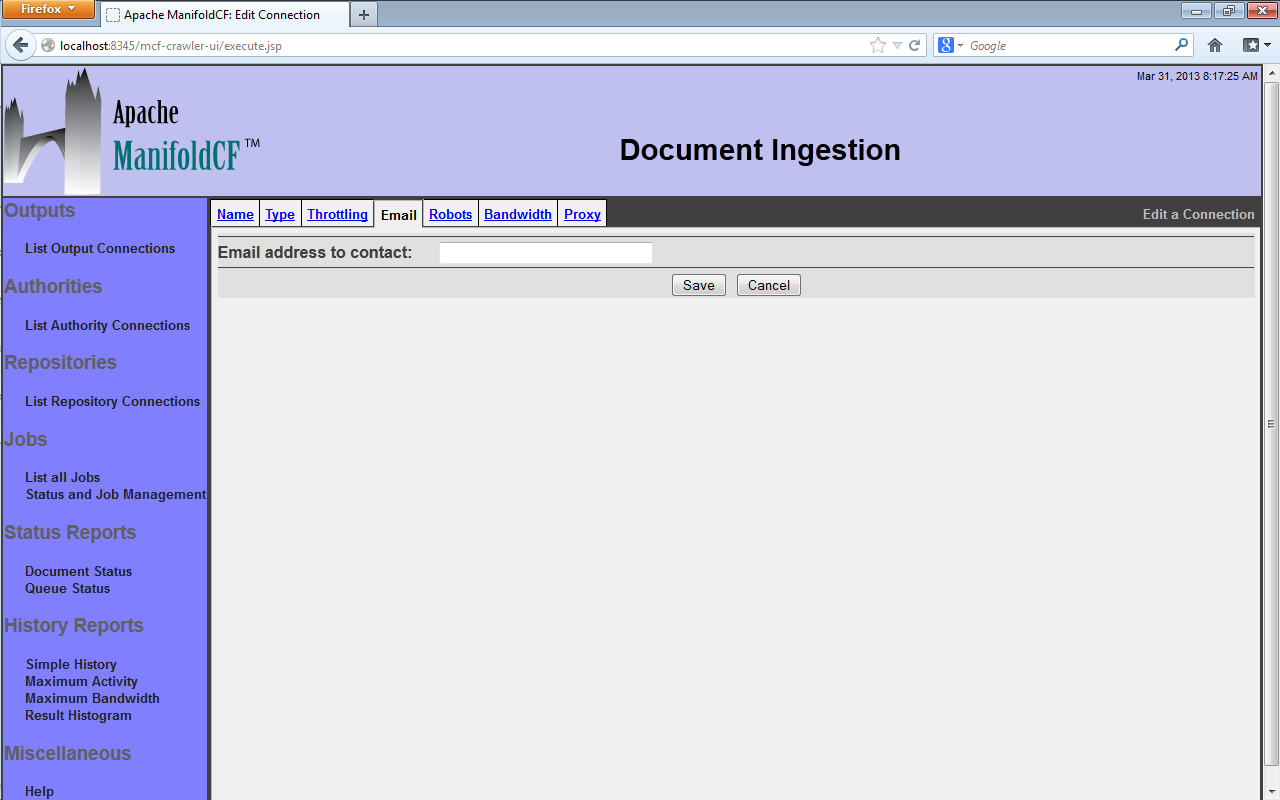 Firefox
Apache ManifoldCF: Edit Connection
localhost:8345/mcf-crawler-ui/execute.jsp
Google
Mar 31, 2013 8:17:25 AM
Apache
ManifoldCF™
Document Ingestion
Outputs
List Output Connections
Authorities
List Authority Connections
Repositories
List Repository Connections
Jobs
List all Jobs
Status and Job Management
Status Reports
Document Status
Queue Status
History Reports
Simple History
Maximum Activity
Maximum Bandwidth
Result Histogram
Miscellaneous
Help
Name Type Throttling Email Robots Bandwidth Proxy Edit a Connection
Email address to contact:
Save Cancel